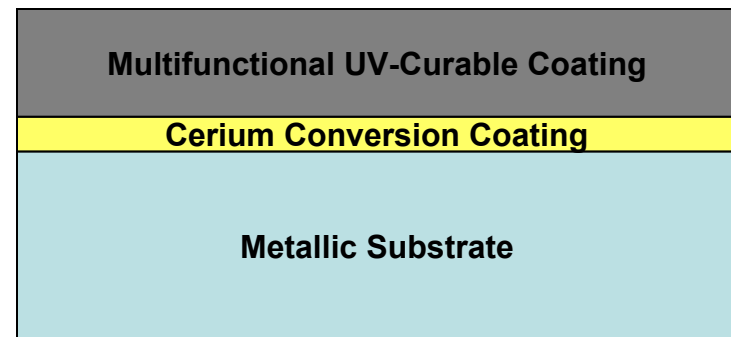 Multifunctional UV-Curable Coating
Cerium Conversion Coating
Metallic Substrate